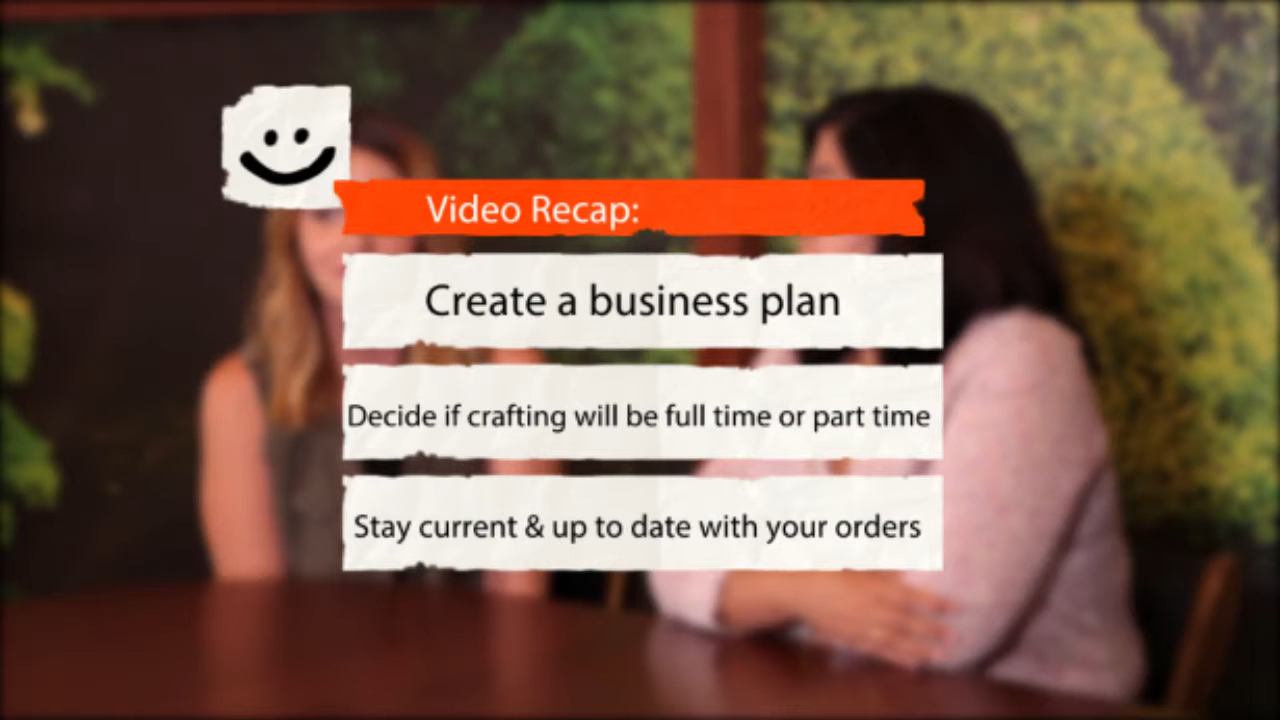 Video Recap:
Create a business plan
Decide if crafting will be full time or part time
Stay current & up to date with your orders